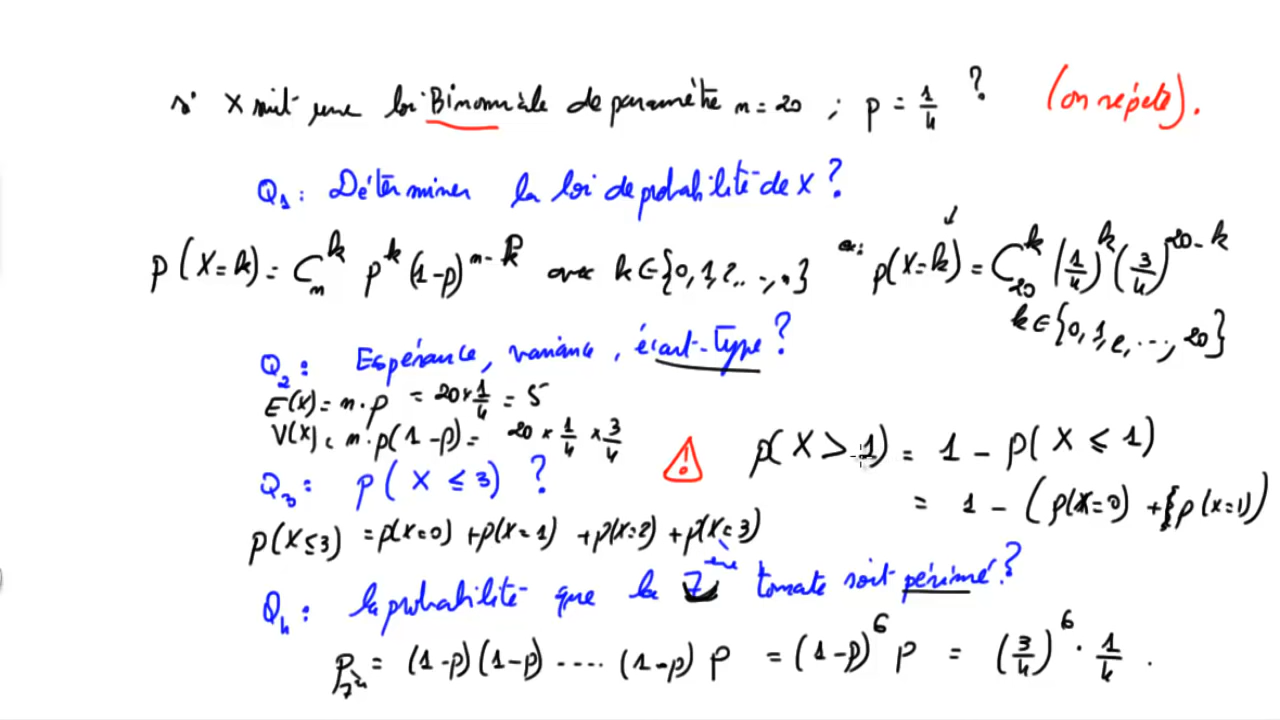 si X suit une loi Binomiale de paramètre n = 20 ; p = 1/4 ? (on répète).
Q1 : Déterminer la loi de probabilité de X ?
p(X=k) = C_n^k p^k (1-p)^{n-k} avec k ∈ {0, 1, 2, .., n}
ex: p(X=k) = C_20^k (1/4)^k (3/4)^{20-k}
k ∈ {0, 1, 2, ..., 20}
Q2 : Espérance, variance, écart-type ?
E(X) = n·p = 20 × 1/4 = 5
V(X) = n·p(1-p) = 20 × 1/4 × 3/4
⚠ p(X > 1) = 1 - p(X ≤ 1)
= 1 - (p(X=0) + p(X=1))
Q3 : p(X ≤ 3) ?
p(X ≤ 3) = p(X=0) + p(X=1) + p(X=2) + p(X=3)
Q4 : la probabilité que la 7ème tomate soit périmé ?
P_7è = (1-p)(1-p) .... (1-p) p = (1-p)^6 p = (3/4)^6 · 1/4 .